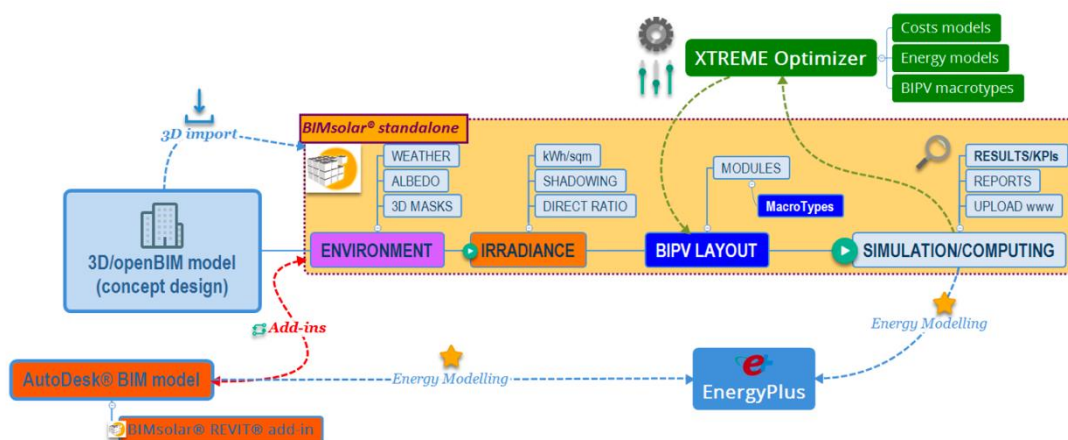 Costs models
XTREME Optimizer
Energy models
BIPV macrotypes
3D import
BIMsolar® standalone
WEATHER
ALBEDO
3D MASKS
kWh/sqm
SHADOWING
DIRECT RATIO
MODULES
MacroTypes
RESULTS/KPIs
REPORTS
UPLOAD www
3D/openBIM model
(concept design)
ENVIRONMENT
IRRADIANCE
BIPV LAYOUT
SIMULATION/COMPUTING
Add-ins
Energy Modelling
AutoDesk® BIM model
Energy Modelling
e+
EnergyPlus
BIMsolar® REVIT® add-in